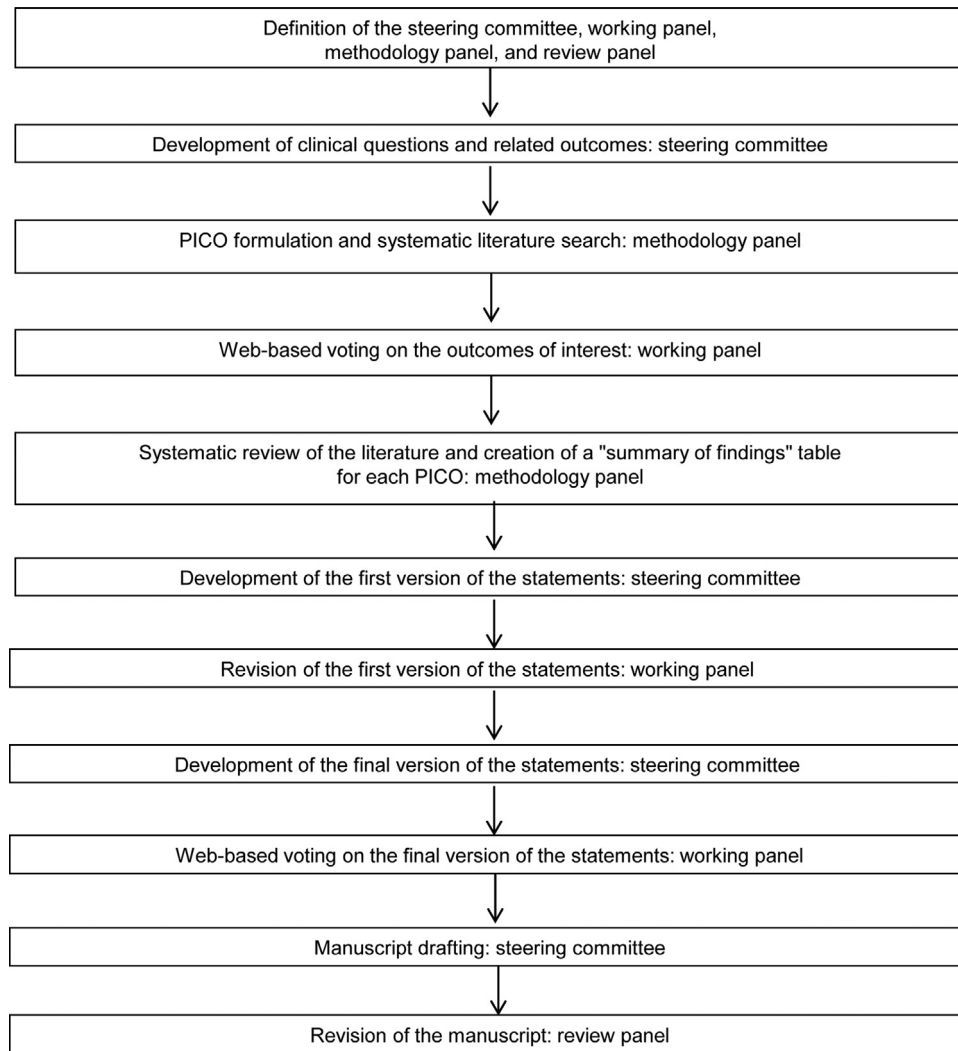 Definition of the steering committee, working panel,
methodology panel, and review panel
Development of clinical questions and related outcomes: steering committee
PICO formulation and systematic literature search: methodology panel
Web-based voting on the outcomes of interest: working panel
Systematic review of the literature and creation of a "summary of findings" table
for each PICO: methodology panel
Development of the first version of the statements: steering committee
Revision of the first version of the statements: working panel
Development of the final version of the statements: steering committee
Web-based voting on the final version of the statements: working panel
Manuscript drafting: steering committee
Revision of the manuscript: review panel